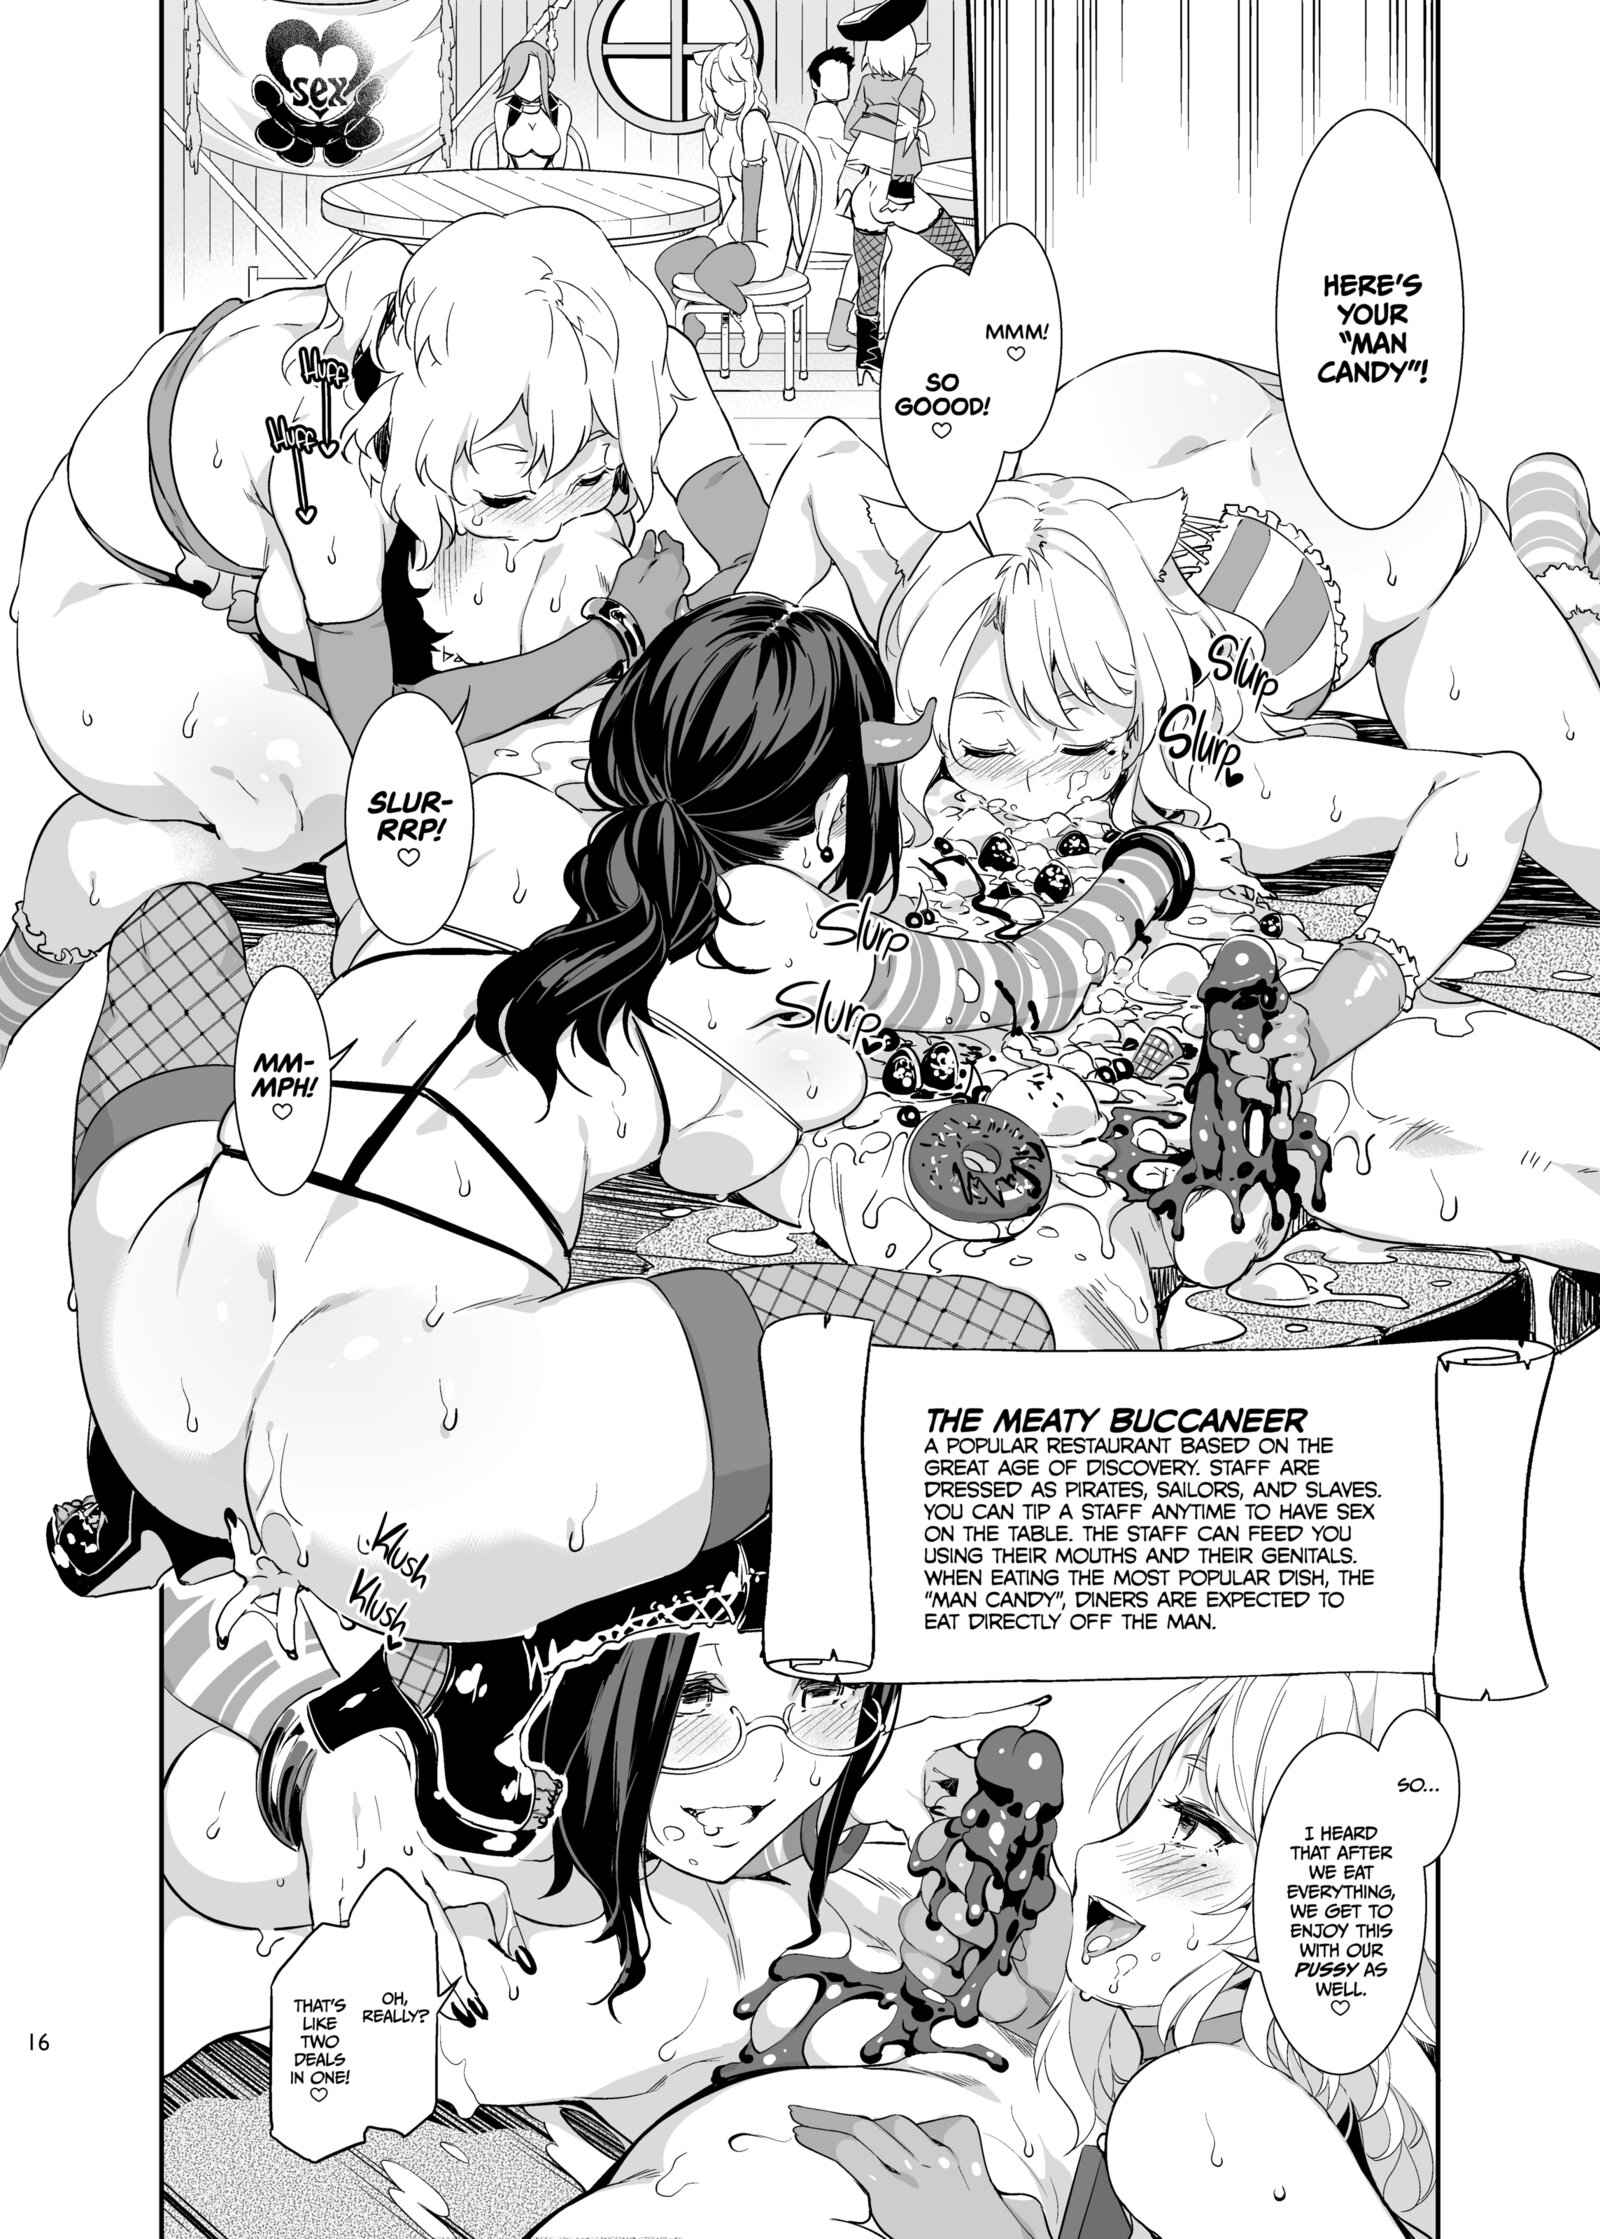 sex
HERE'S
YOUR
"MAN
CANDY"!
MMM!
♡
SO
GOOOD!
♡
Huff
Huff
Slurp
Slurp
SLUR-
RRP!
♡
Slurp
Slurp
MM-
MPH!
♡
THE MEATY BUCCANEER
A POPULAR RESTAURANT BASED ON THE
GREAT AGE OF DISCOVERY. STAFF ARE
DRESSED AS PIRATES, SAILORS, AND SLAVES.
YOU CAN TIP A STAFF ANYTIME TO HAVE SEX
ON THE TABLE. THE STAFF CAN FEED YOU
USING THEIR MOUTHS AND THEIR GENITALS.
WHEN EATING THE MOST POPULAR DISH, THE
"MAN CANDY", DINERS ARE EXPECTED TO
EAT DIRECTLY OFF THE MAN.
Klush
Klush
SO...
I HEARD
THAT AFTER
WE EAT
EVERYTHING,
WE GET TO
ENJOY THIS
WITH OUR
PUSSY AS
WELL.
♡
OH,
REALLY?
THAT'S
LIKE
TWO
DEALS
IN ONE!
♡
16